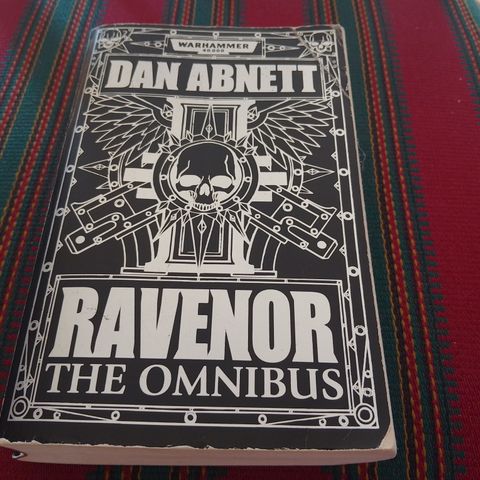 WARHAMMER
40,000
DAN ABNETT
RAVENOR
THE OMNIBUS